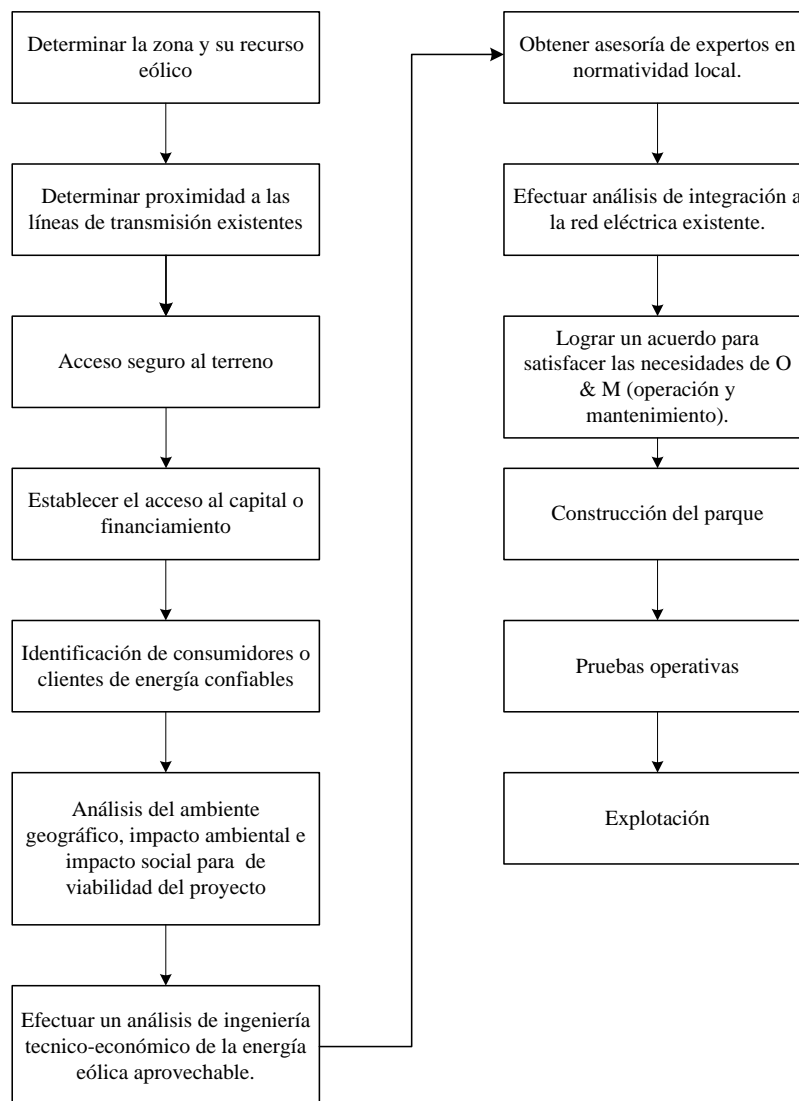 Determinar la zona y su recurso
eólico
Determinar proximidad a las
líneas de transmisión existentes
Acceso seguro al terreno
Establecer el acceso al capital o
financiamiento
Identificación de consumidores o
clientes de energía confiables
Análisis del ambiente
geográfico, impacto ambiental e
impacto social para  de
viabilidad del proyecto
Efectuar un análisis de ingeniería
tecnico-económico de la energía
eólica aprovechable.
Obtener asesoría de expertos en
normatividad local.
Efectuar análisis de integración a
la red eléctrica existente.
Lograr un acuerdo para
satisfacer las necesidades de O
& M (operación y
mantenimiento).
Construcción del parque
Pruebas operativas
Explotación